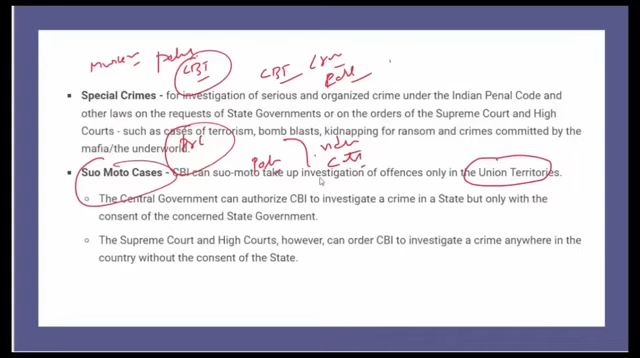 CBI
CBI
Special Crimes - for investigation of serious and organized crime under the Indian Penal Code and
other laws on the requests of State Governments or on the orders of the Supreme Court and High
Courts - such as cases of terrorism, bomb blasts, kidnapping for ransom and crimes committed by the
mafia/the underworld.
Suo Moto Cases - CBI can suo-moto take up investigation of offences only in the Union Territories.
The Central Government can authorize CBI to investigate a crime in a State but only with the
consent of the concerned State Government.
The Supreme Court and High Courts, however, can order CBI to investigate a crime anywhere in the
country without the consent of the State.